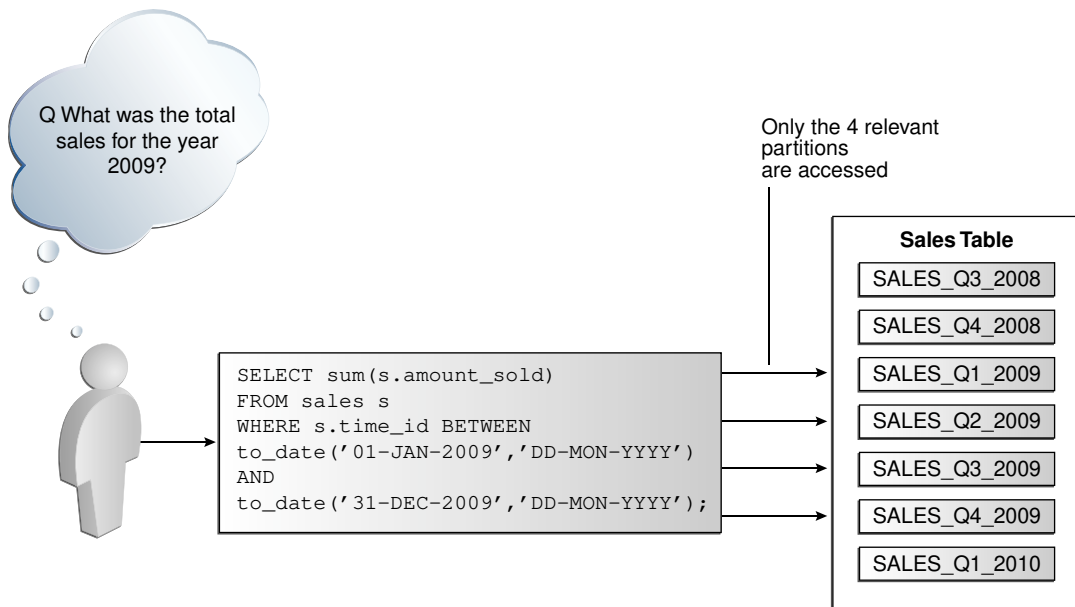 Q What was the total
sales for the year
2009?
Only the 4 relevant
partitions
are accessed
SELECT sum(s.amount_sold)
FROM sales s
WHERE s.time_id BETWEEN
to_date('01-JAN-2009','DD-MON-YYYY')
AND
to_date('31-DEC-2009','DD-MON-YYYY');
Sales Table
SALES_Q3_2008
SALES_Q4_2008
SALES_Q1_2009
SALES_Q2_2009
SALES_Q3_2009
SALES_Q4_2009
SALES_Q1_2010